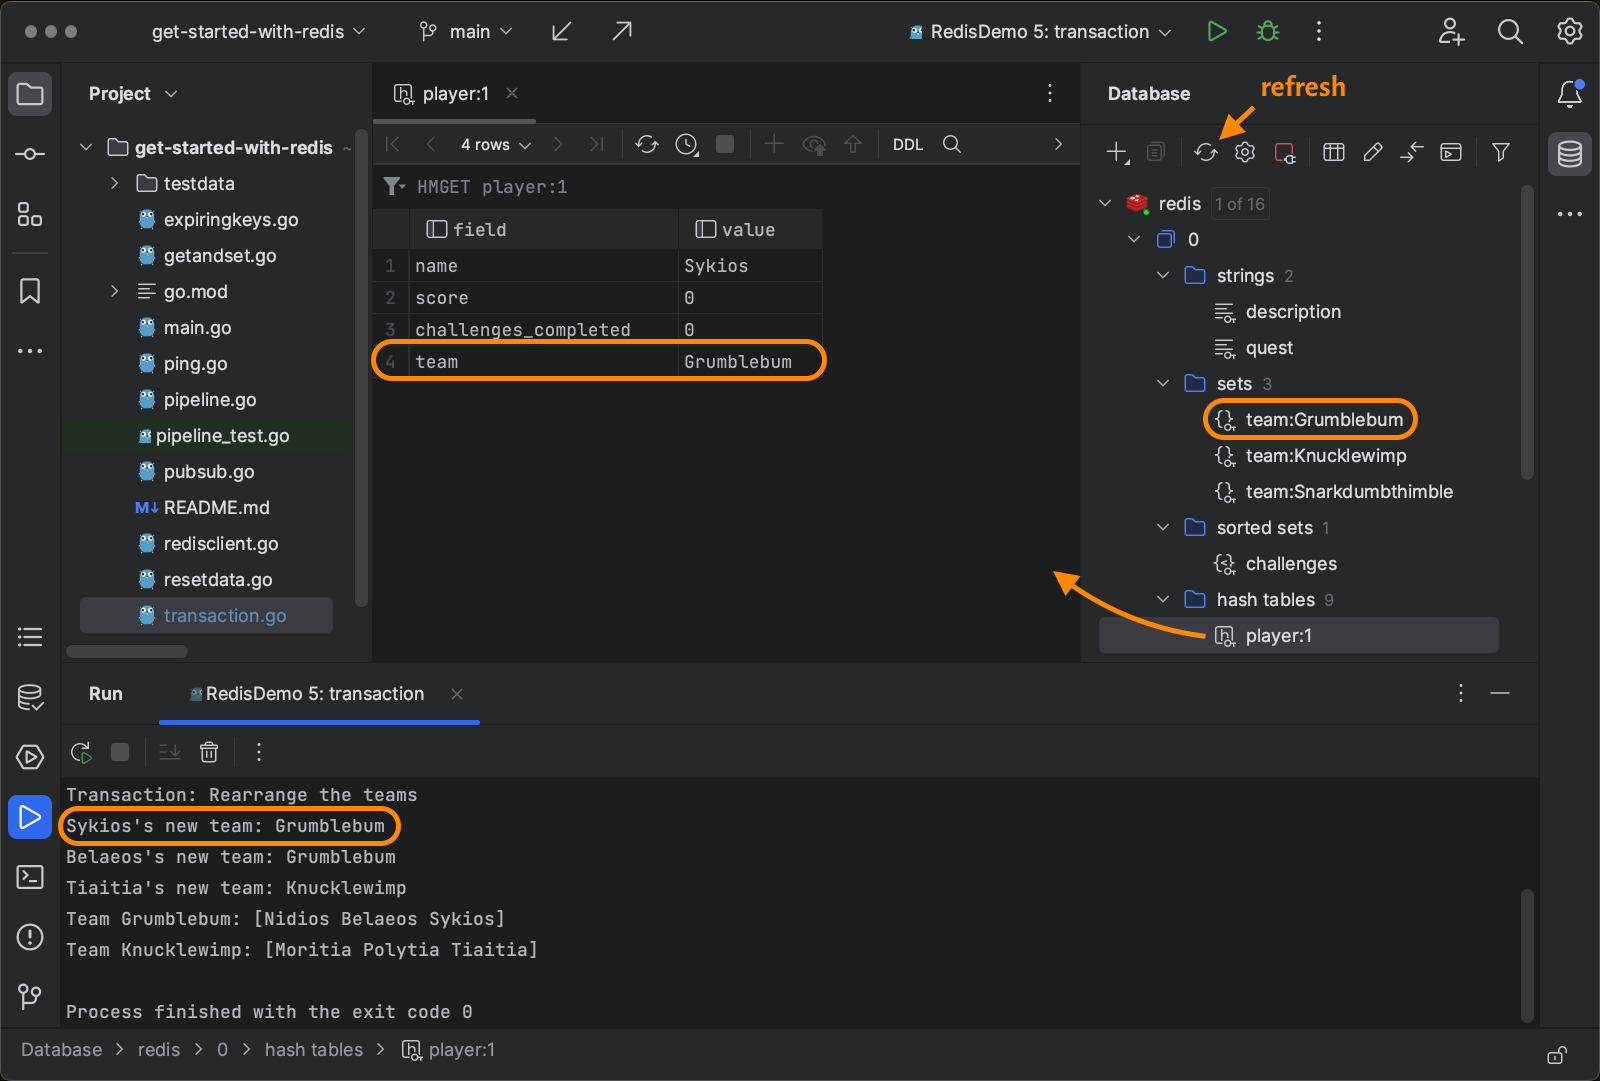 get-started-with-redis
main
RedisDemo 5: transaction
Project
player:1
Database
refresh
4 rows
DDL
get-started-with-redis ~
testdata
expiringkeys.go
getandset.go
go.mod
main.go
ping.go
pipeline.go
pipeline_test.go
pubsub.go
M↓ README.md
redisclient.go
resetdata.go
transaction.go
HMGET player:1
field value
1 name Sykios
2 score 0
3 challenges_completed 0
4 team Grumblebum
redis 1 of 16
0
strings 2
description
quest
sets 3
team:Grumblebum
team:Knucklewimp
team:Snarkdumbthimble
sorted sets 1
challenges
hash tables 9
player:1
Run
RedisDemo 5: transaction
Transaction: Rearrange the teams
Sykios's new team: Grumblebum
Belaeos's new team: Grumblebum
Tiaitia's new team: Knucklewimp
Team Grumblebum: [Nidios Belaeos Sykios]
Team Knucklewimp: [Moritia Polytia Tiaitia]
Process finished with the exit code 0
Database > redis > 0 > hash tables > player:1